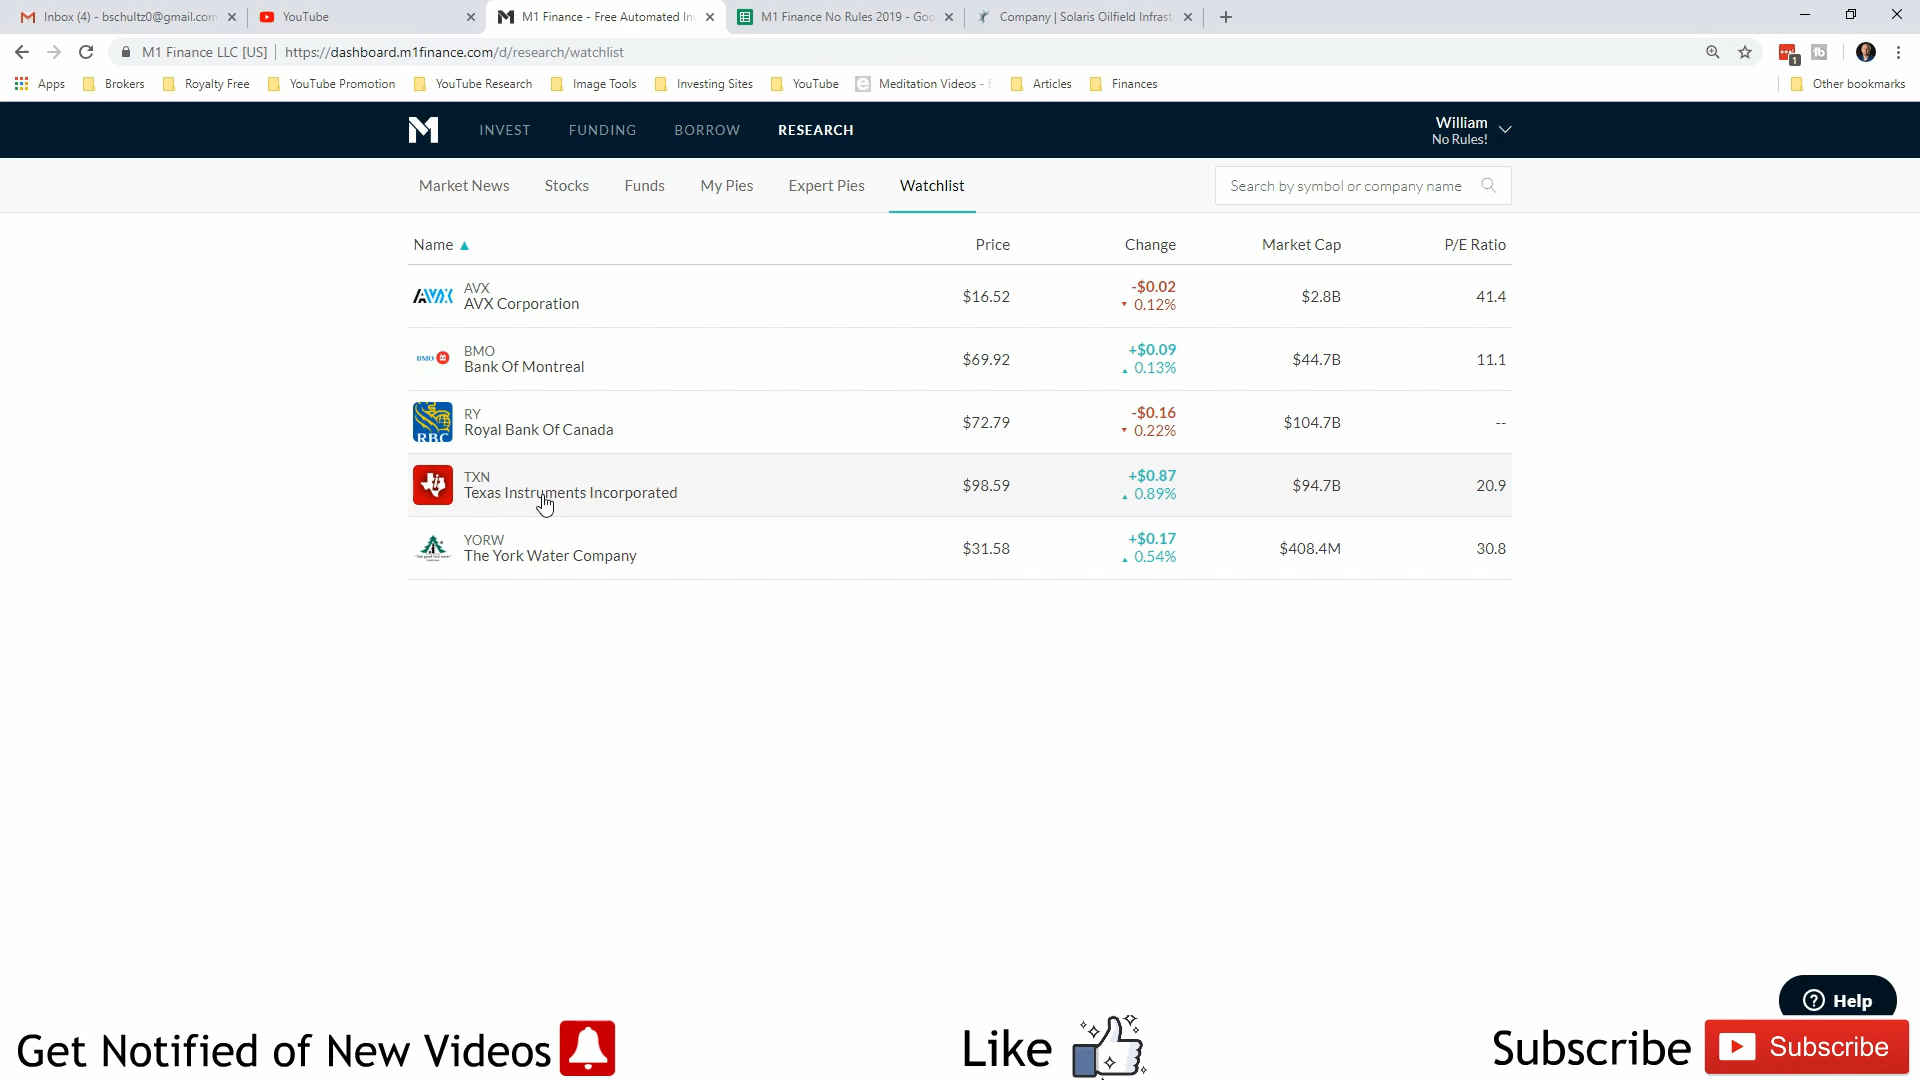 Inbox (4) - bschultz0@gmail.com
YouTube
M1 Finance - Free Automated In
M1 Finance No Rules 2019 - Goo
Company | Solaris Oilfield Infrast
M1 Finance LLC [US] | https://dashboard.m1finance.com/d/research/watchlist
1
Apps Brokers Royalty Free YouTube Promotion YouTube Research Image Tools Investing Sites YouTube Meditation Videos - Articles Finances Other bookmarks
INVEST FUNDING BORROW RESEARCH
William
No Rules!
Market News Stocks Funds My Pies Expert Pies Watchlist
Search by symbol or company name
Name ▲ Price Change Market Cap P/E Ratio
AVX
AVX Corporation
$16.52
-$0.02
▼ 0.12%
$2.8B
41.4
BMO
BMO
Bank Of Montreal
$69.92
+$0.09
▲ 0.13%
$44.7B
11.1
RBC
RY
Royal Bank Of Canada
$72.79
-$0.16
▼ 0.22%
$104.7B
--
TXN
Texas Instruments Incorporated
$98.59
+$0.87
▲ 0.89%
$94.7B
20.9
YORW
The York Water Company
$31.58
+$0.17
▲ 0.54%
$408.4M
30.8
Help
Get Notified of New Videos
Like
Subscribe
Subscribe